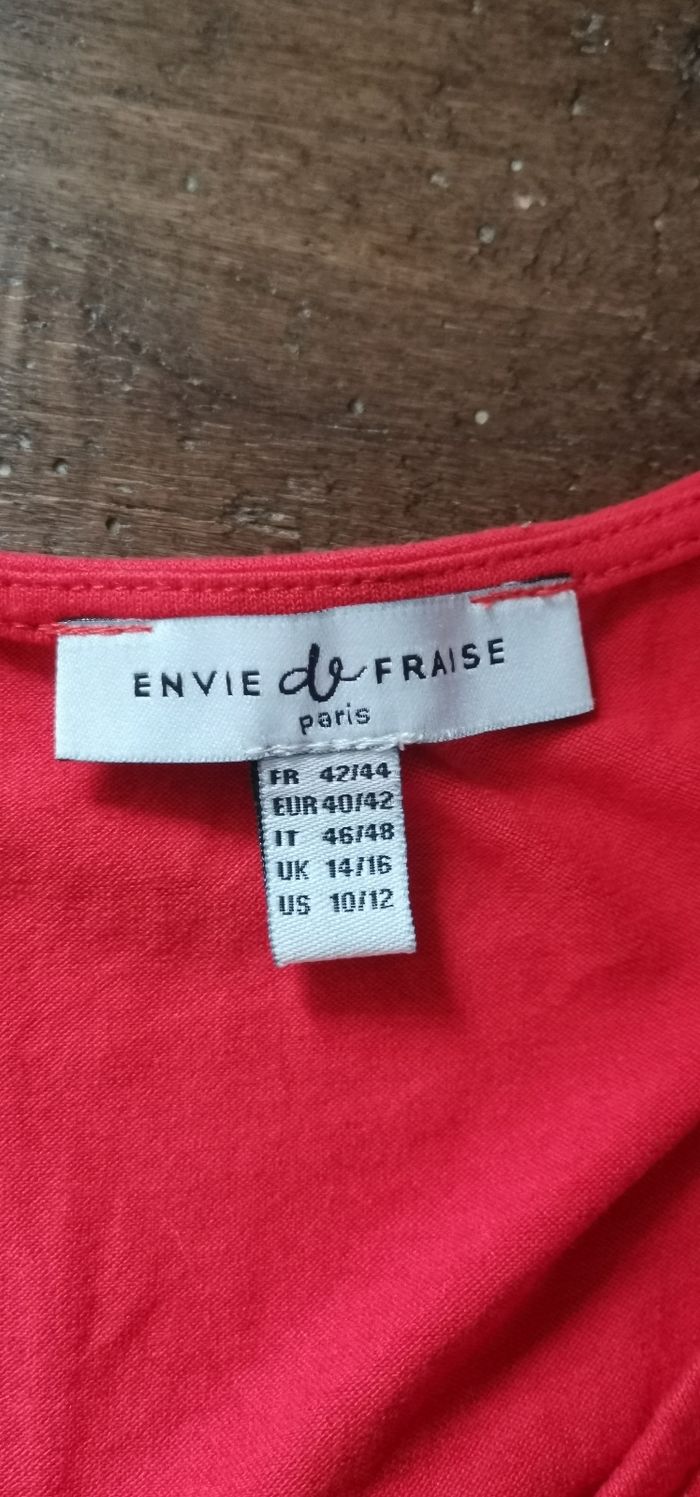 ENVIE de FRAISE
paris
FR 42/44
EUR 40/42
IT 46/48
UK 14/16
US 10/12